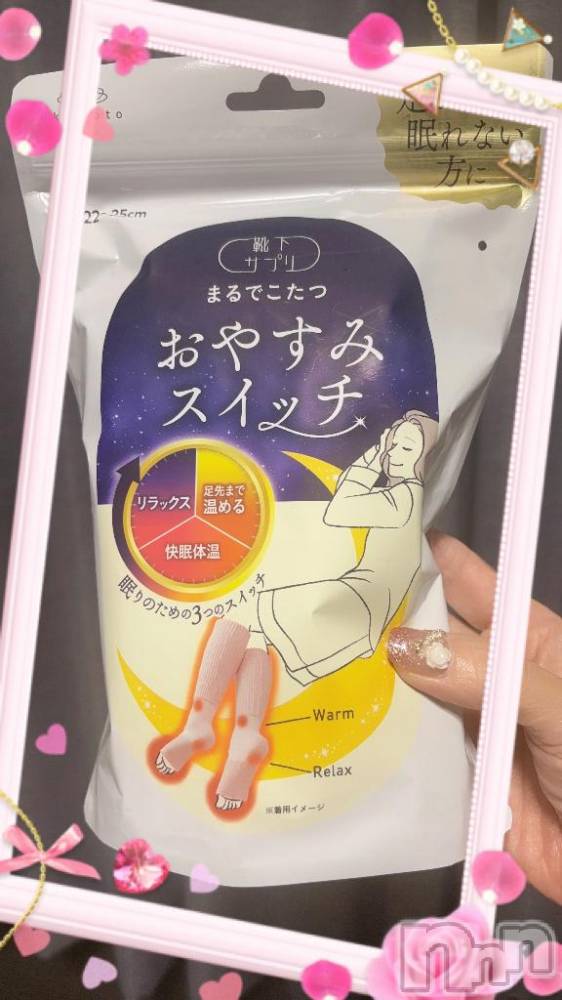 眠れない
方に
22-25cm
靴下
サプリ
まるでこたつ
おやすみ
スイッチ
リラックス
足先まで
温める
快眠体温
眠りのための3つのスイッチ
Warm
Relax
※着用イメージ
nnn